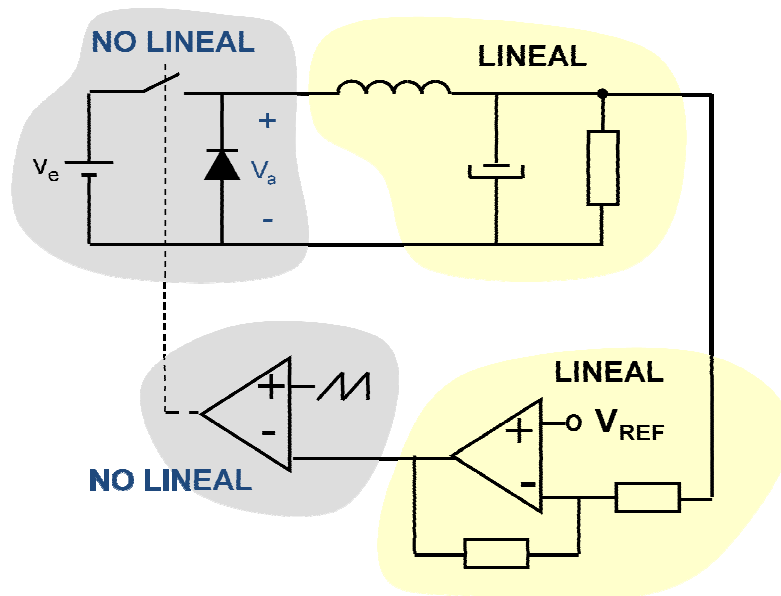 NO LINEAL
LINEAL
+
ve
Va
-
LINEAL
+
-
+
VREF
-
NO LINEAL